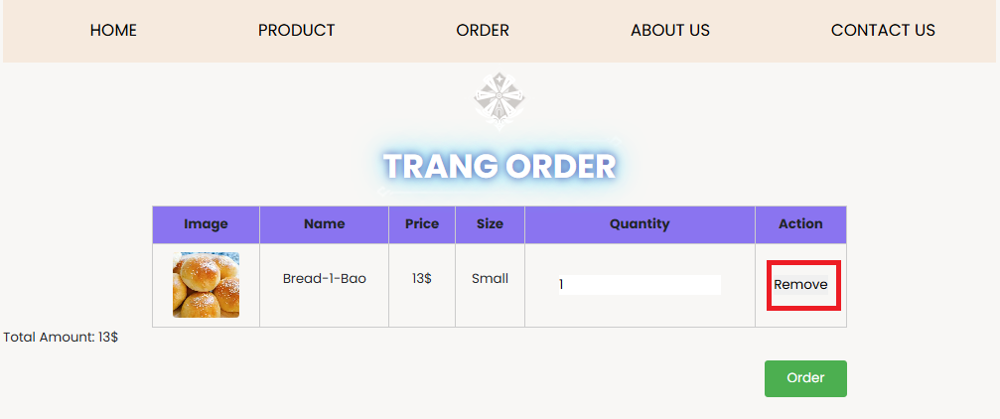 HOME PRODUCT ORDER ABOUT US CONTACT US
TRANG ORDER
Image Name Price Size Quantity Action
Bread-1-Bao 13$ Small 1 Remove
Total Amount: 13$
Order